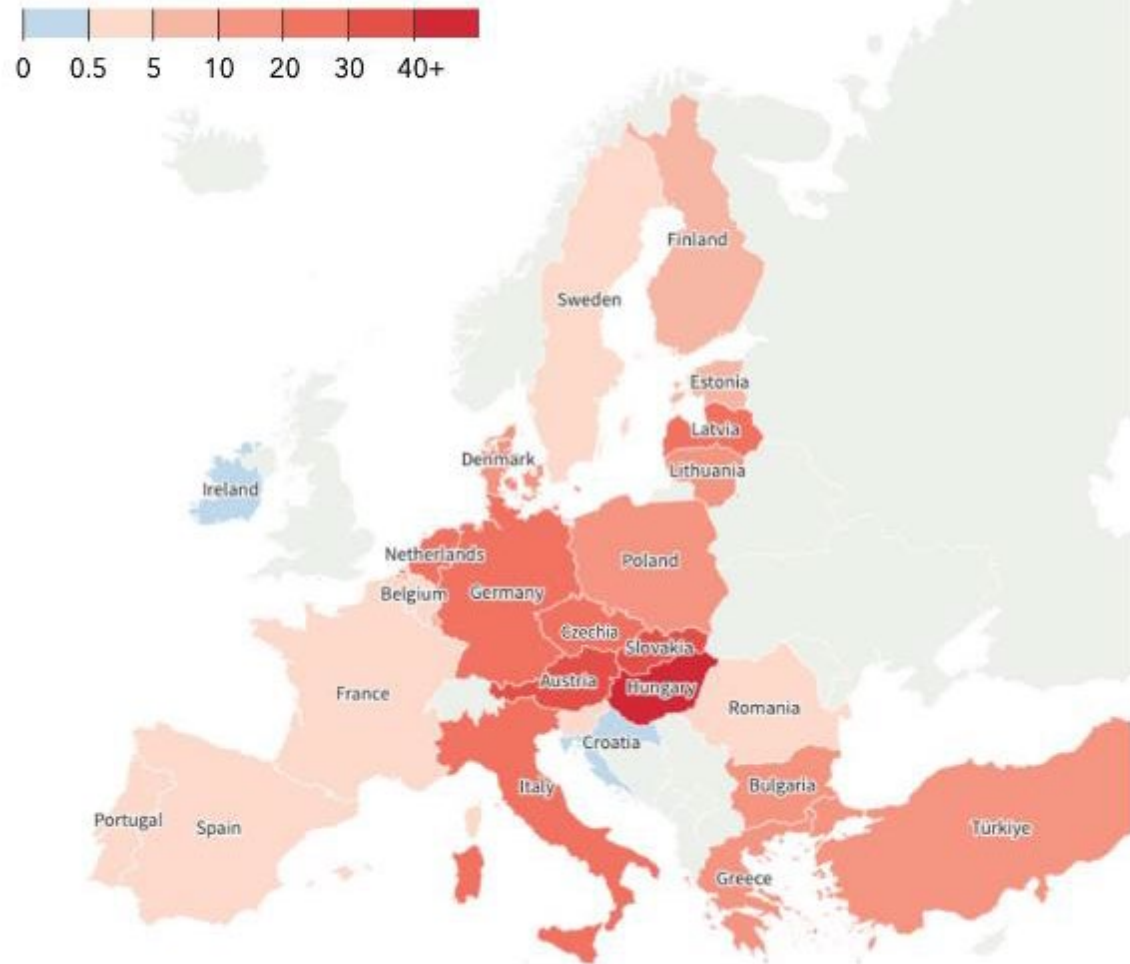 0 0.5 5 10 20 30 40+
Finland
Sweden
Estonia
Latvia
Denmark
Lithuania
Ireland
Netherlands
Poland
Belgium
Germany
Czechia
Slovakia
Austria
Hungary
France
Romania
Croatia
Italy
Bulgaria
Portugal
Spain
Türkiye
Greece